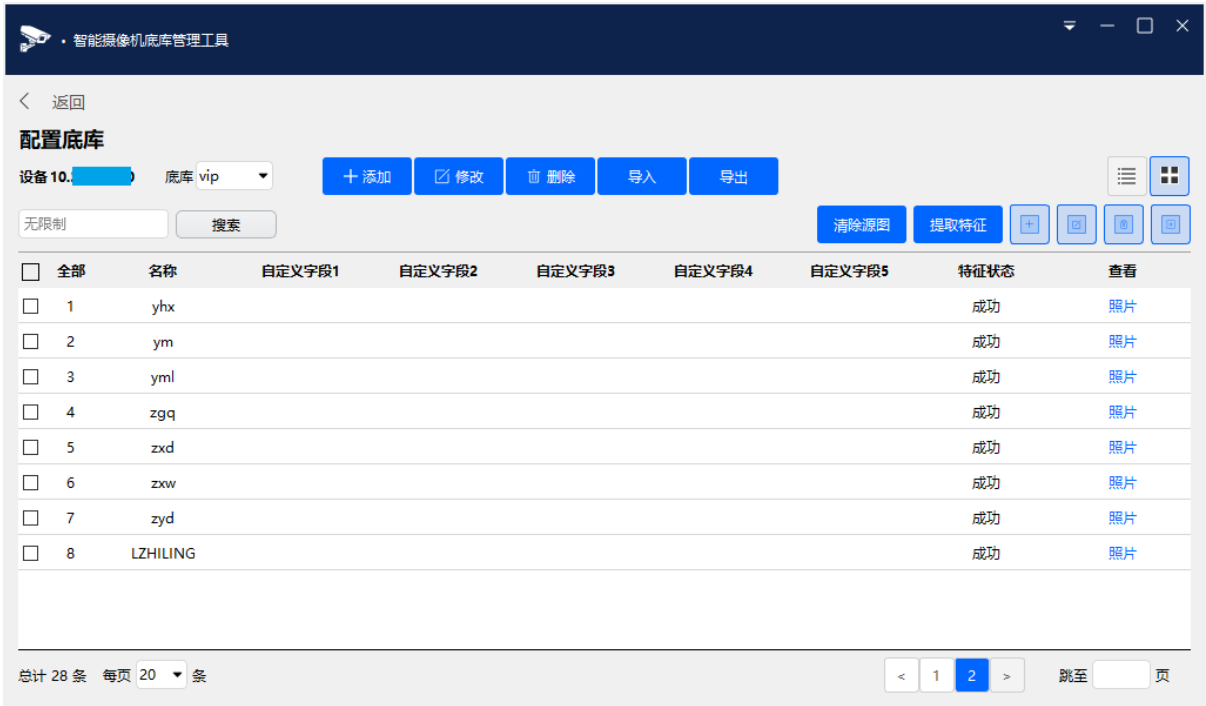 · 智能摄像机底库管理工具
返回
配置底库
设备 10. 底库 vip 添加 修改 删除 导入 导出
无限制 搜索 清除源图 提取特征
全部 名称 自定义字段1 自定义字段2 自定义字段3 自定义字段4 自定义字段5 特征状态 查看
1 yhx 成功 照片
2 ym 成功 照片
3 yml 成功 照片
4 zgq 成功 照片
5 zxd 成功 照片
6 zxw 成功 照片
7 zyd 成功 照片
8 LZHILING 成功 照片
总计 28 条 每页 20 条 < 1 2 > 跳至 页